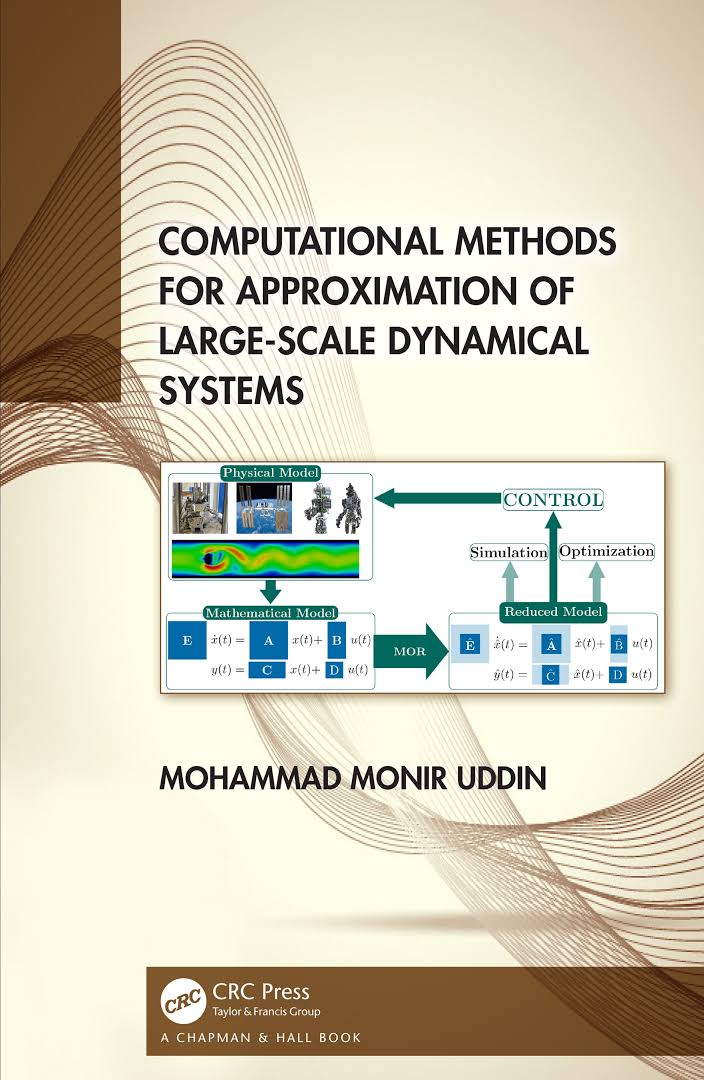 COMPUTATIONAL METHODS
FOR APPROXIMATION OF
LARGE-SCALE DYNAMICAL
SYSTEMS
Physical Model
CONTROL
Simulation Optimization
Mathematical Model
E ẋ(t) = A x(t)+ B u(t)
y(t) = C x(t)+ D u(t)
MOR
Reduced Model
Ê x̂̇(t) = Â x̂(t)+ B̂ u(t)
ŷ(t) = Ĉ x̂(t)+ D u(t)
MOHAMMAD MONIR UDDIN
CRC CRC Press
Taylor & Francis Group
A CHAPMAN & HALL BOOK